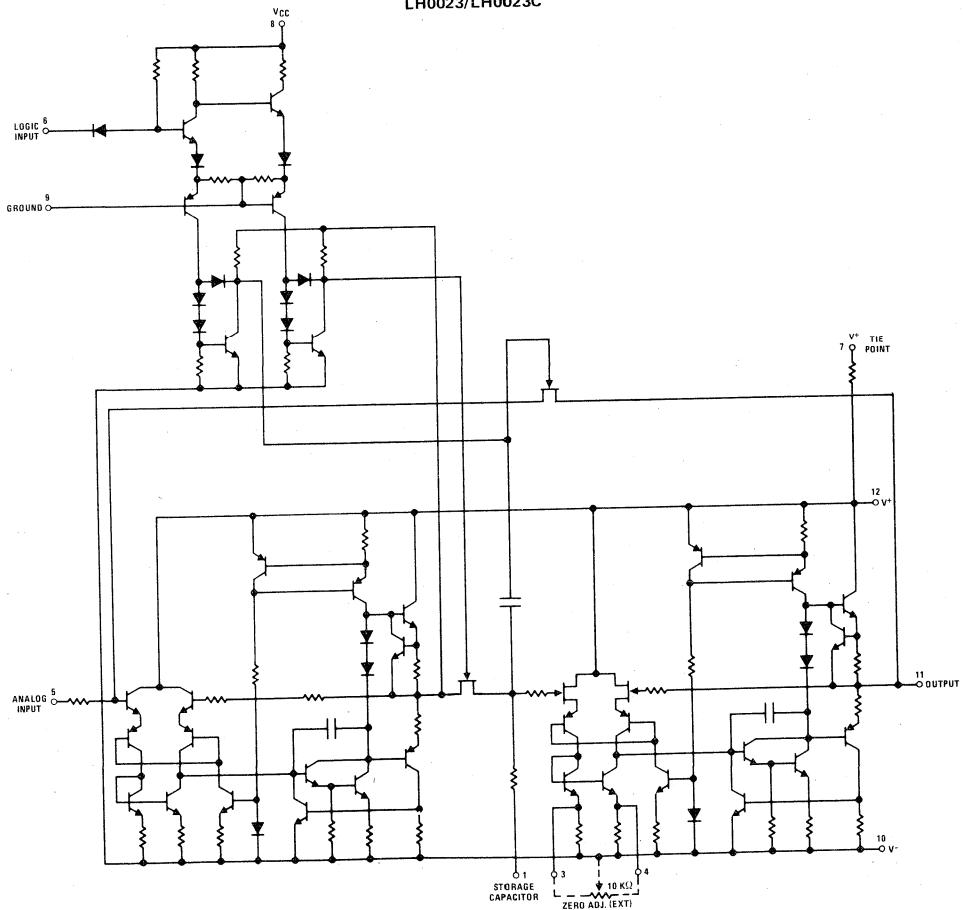 LH0023/LH0023C
VCC
8
6
LOGIC
INPUT
9
GROUND
V+
7
TIE
POINT
12
V+
5
ANALOG
INPUT
11
OUTPUT
10
V-
1
STORAGE
CAPACITOR
3
4
10 KΩ
ZERO ADJ. (EXT)